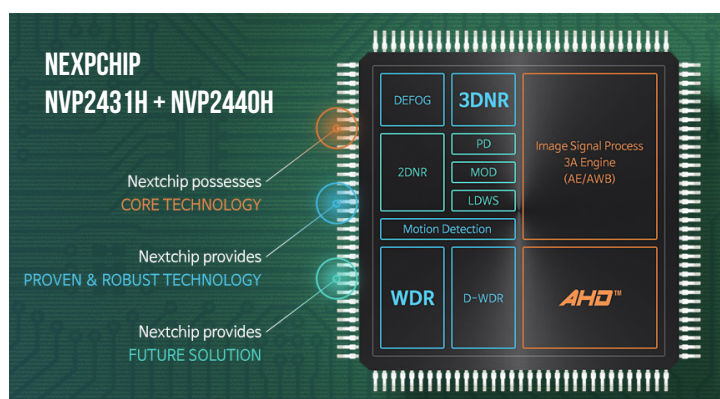 NEXPCHIP
NVP2431H + NVP2440H
Nextchip possesses
CORE TECHNOLOGY
Nextchip provides
PROVEN & ROBUST TECHNOLOGY
Nextchip provides
FUTURE SOLUTION
DEFOG
3DNR
2DNR
PD
MOD
LDWS
Motion Detection
WDR
D-WDR
Image Signal Process
3A Engine
(AE/AWB)
AHD™